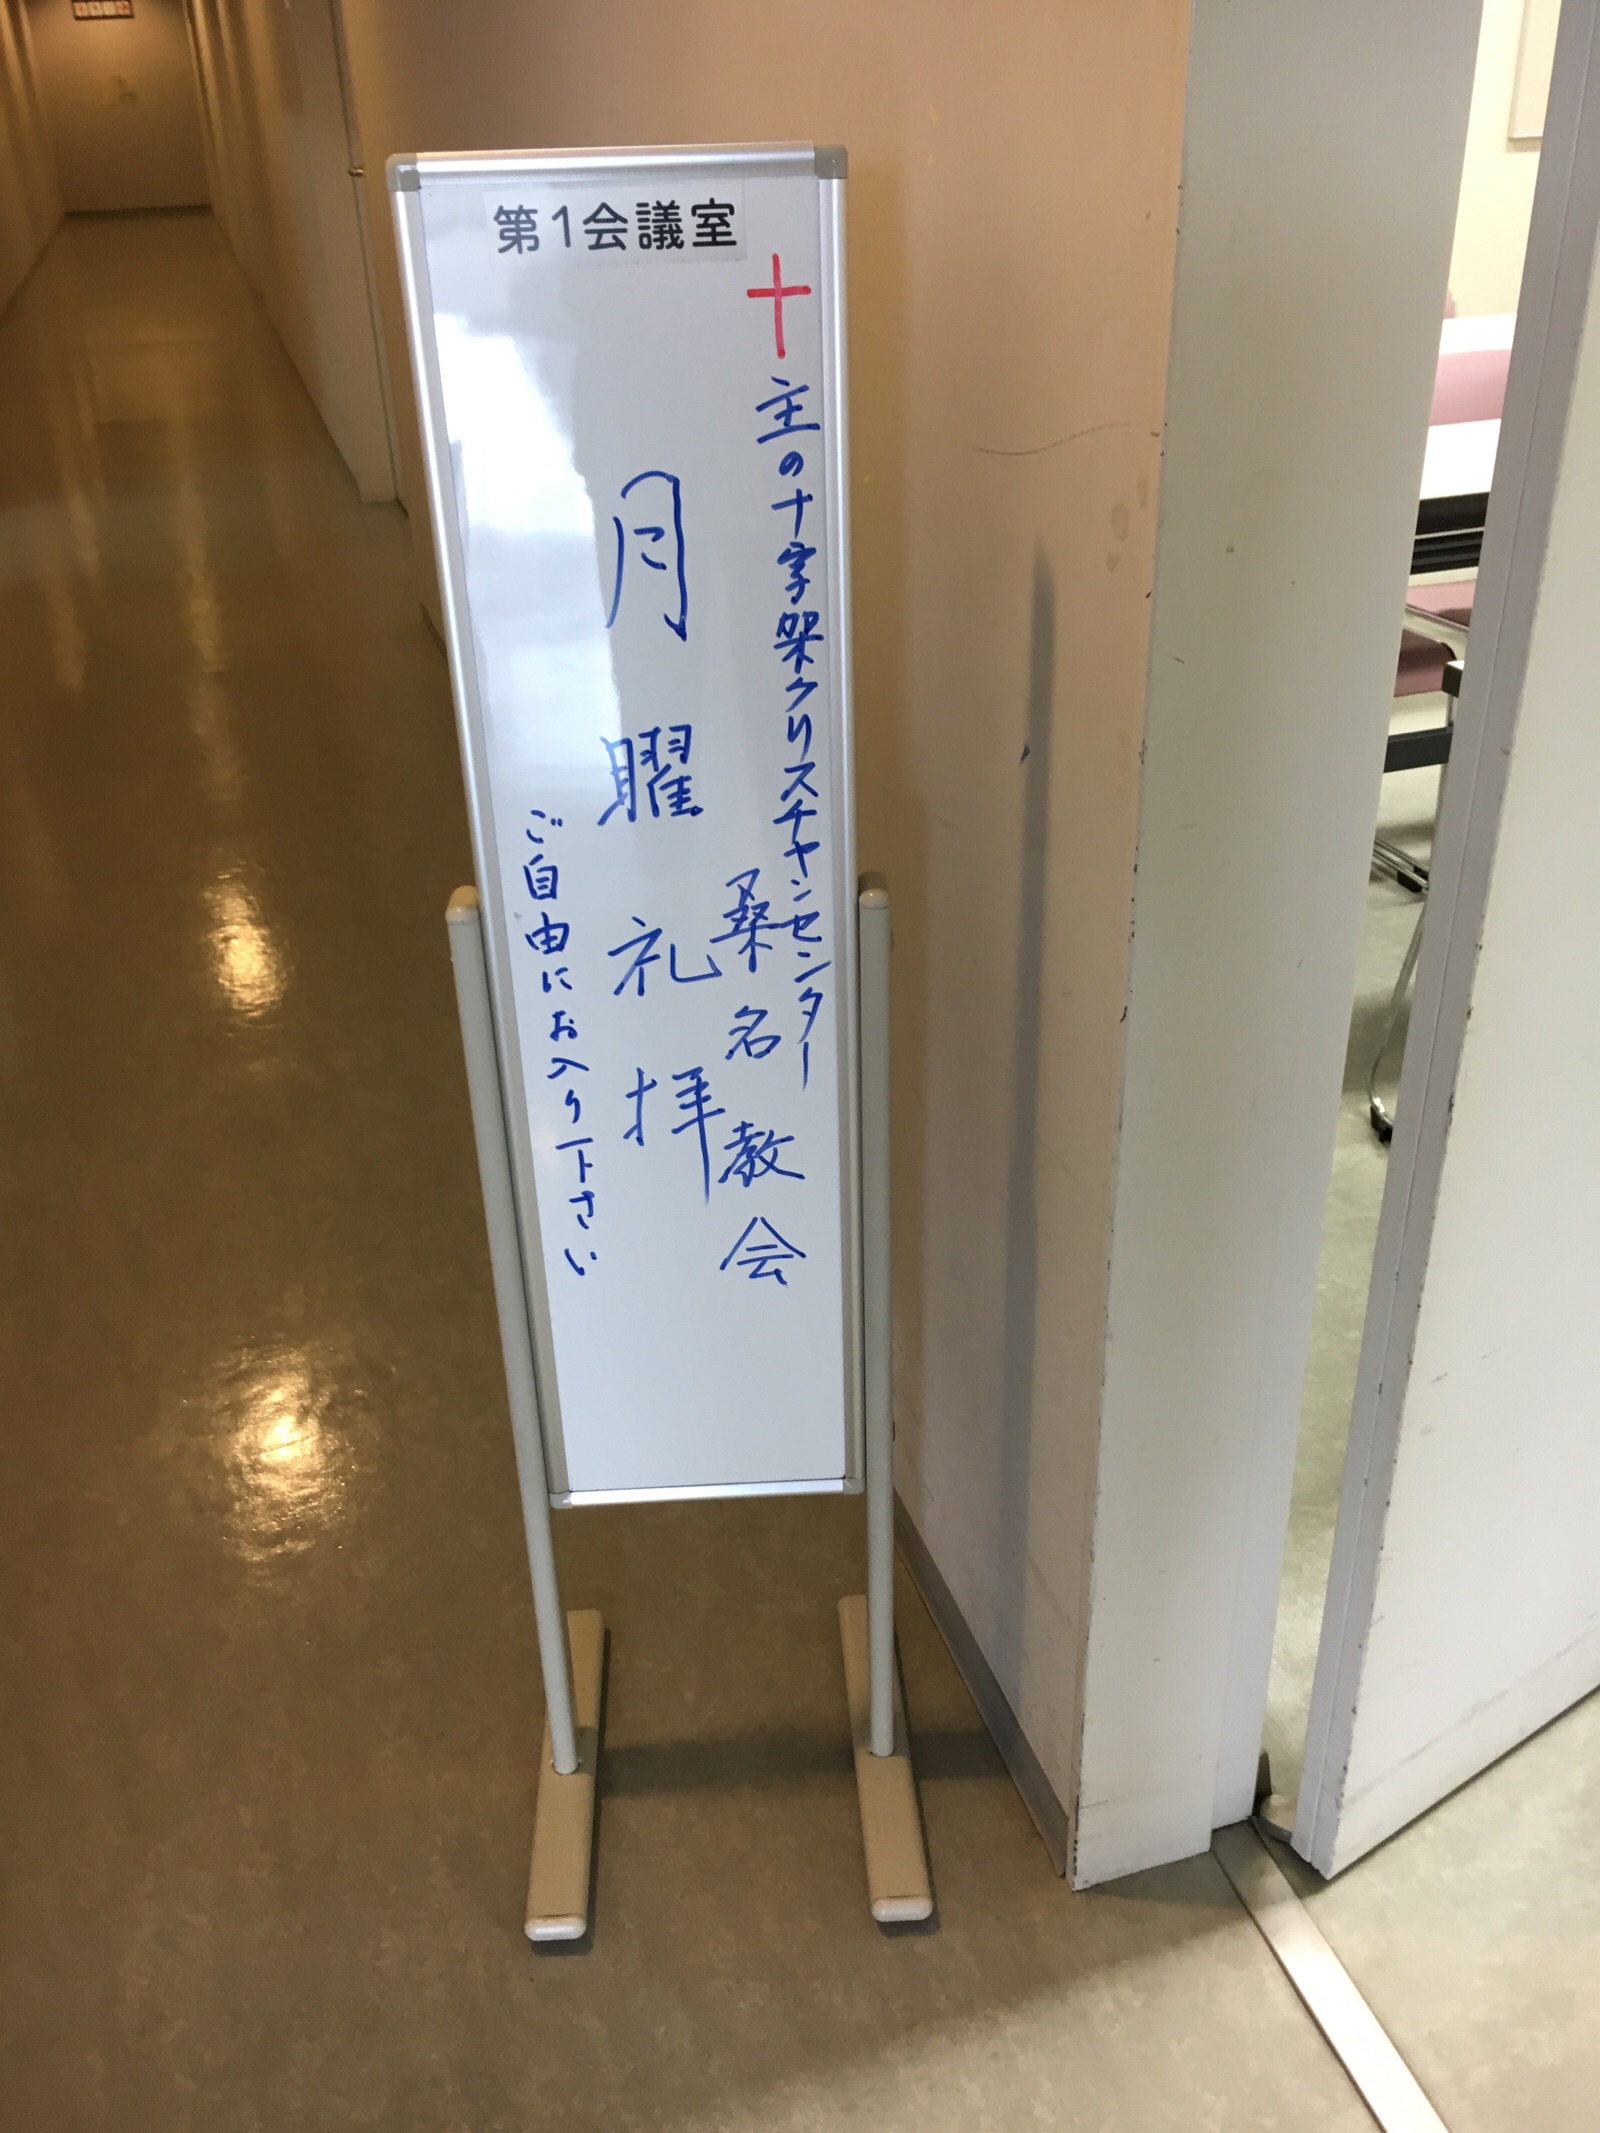 第1会議室
主の十字架クリスチャンセンター
桑名教会
月曜礼拝
ご自由にお入り下さい